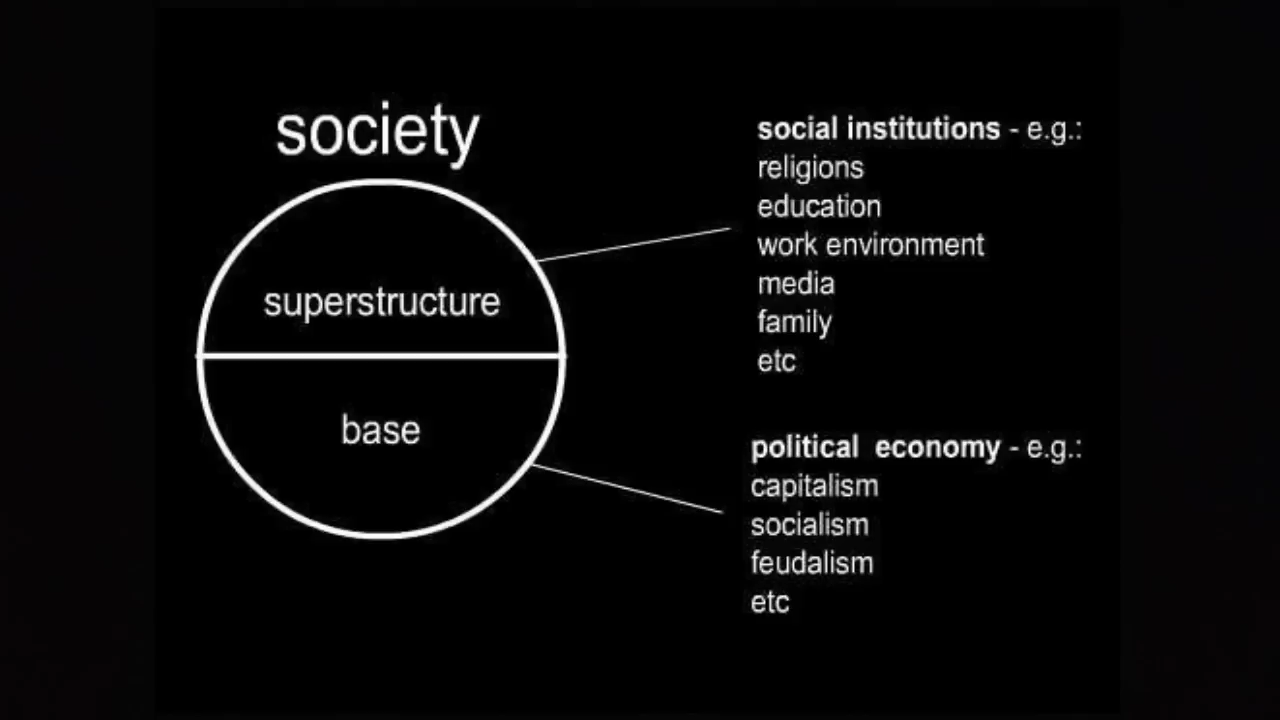 society
superstructure
base
social institutions - e.g.:
religions
education
work environment
media
family
etc
political economy - e.g.:
capitalism
socialism
feudalism
etc